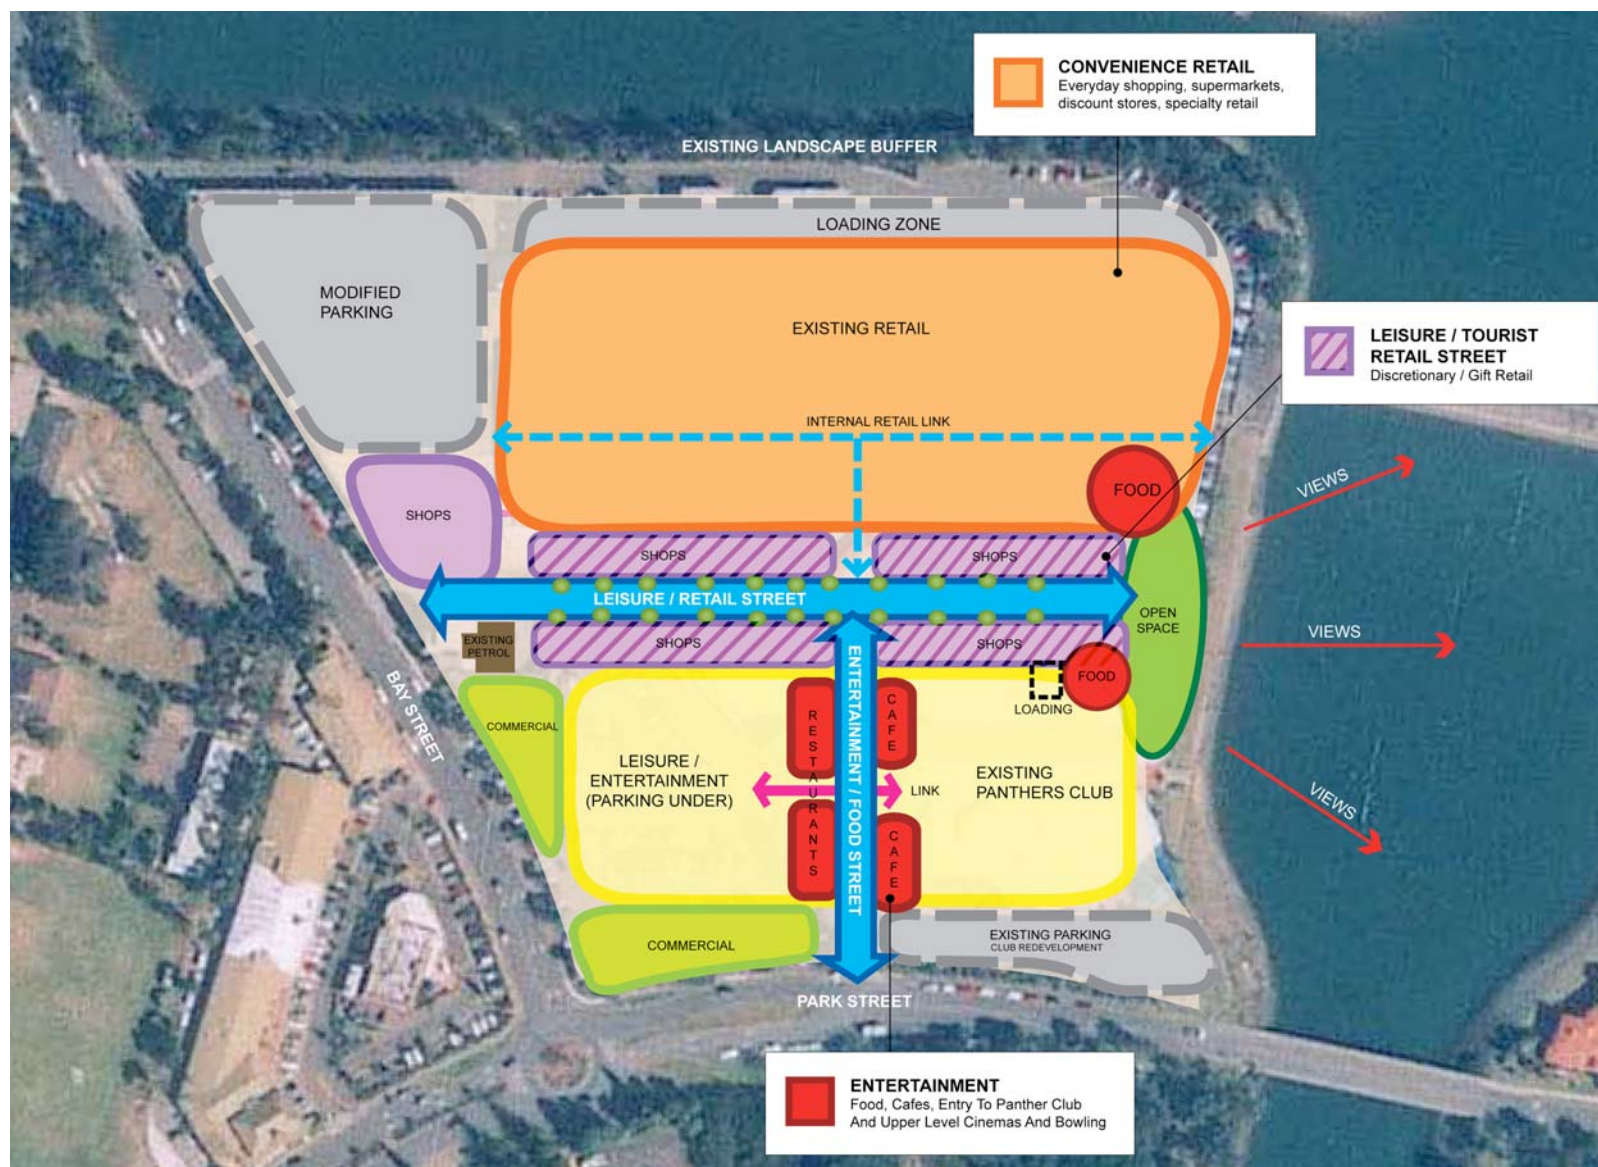 CONVENIENCE RETAIL
Everyday shopping, supermarkets,
discount stores, specialty retail
EXISTING LANDSCAPE BUFFER
LOADING ZONE
MODIFIED
PARKING
EXISTING RETAIL
LEISURE / TOURIST
RETAIL STREET
Discretionary / Gift Retail
INTERNAL RETAIL LINK
FOOD
VIEWS
SHOPS
SHOPS
SHOPS
LEISURE / RETAIL STREET
OPEN
SPACE
VIEWS
EXISTING
PETROL
SHOPS
SHOPS
FOOD
LOADING
BAY STREET
COMMERCIAL
RESTAURANTS
ENTERTAINMENT / FOOD STREET
CAFE
LEISURE /
ENTERTAINMENT
(PARKING UNDER)
LINK
EXISTING
PANTHERS CLUB
VIEWS
CAFE
COMMERCIAL
EXISTING PARKING
CLUB REDEVELOPMENT
PARK STREET
ENTERTAINMENT
Food, Cafes, Entry To Panther Club
And Upper Level Cinemas And Bowling